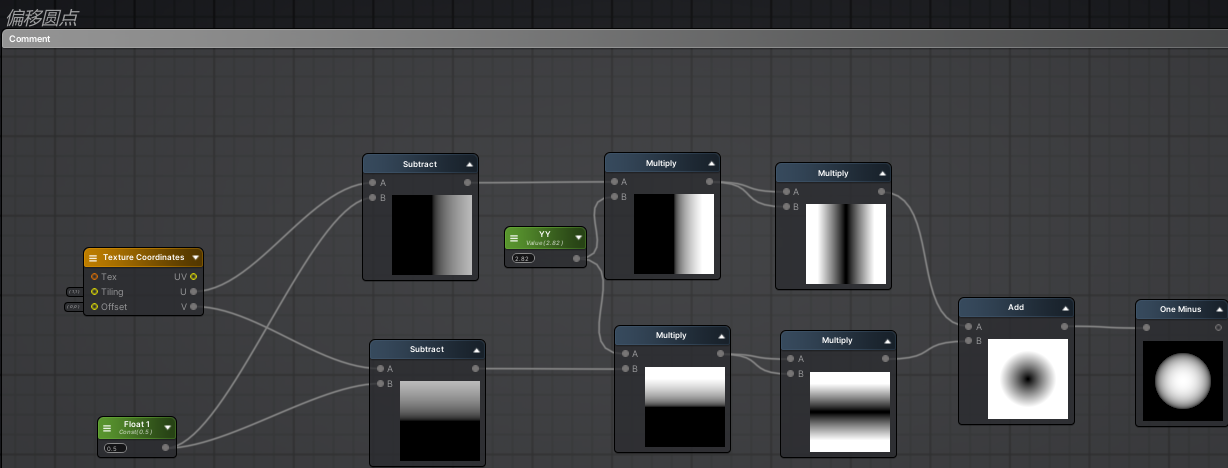 偏移圆点
Comment
Subtract
A
B
Multiply
A
B
Multiply
A
B
YY
Value(2.82)
2.82
Texture Coordinates
Tex
UV
Tiling
U
Offset
V
Add
A
B
One Minus
Multiply
A
B
Multiply
A
B
Subtract
A
B
Float 1
Const(0.5)
0.5